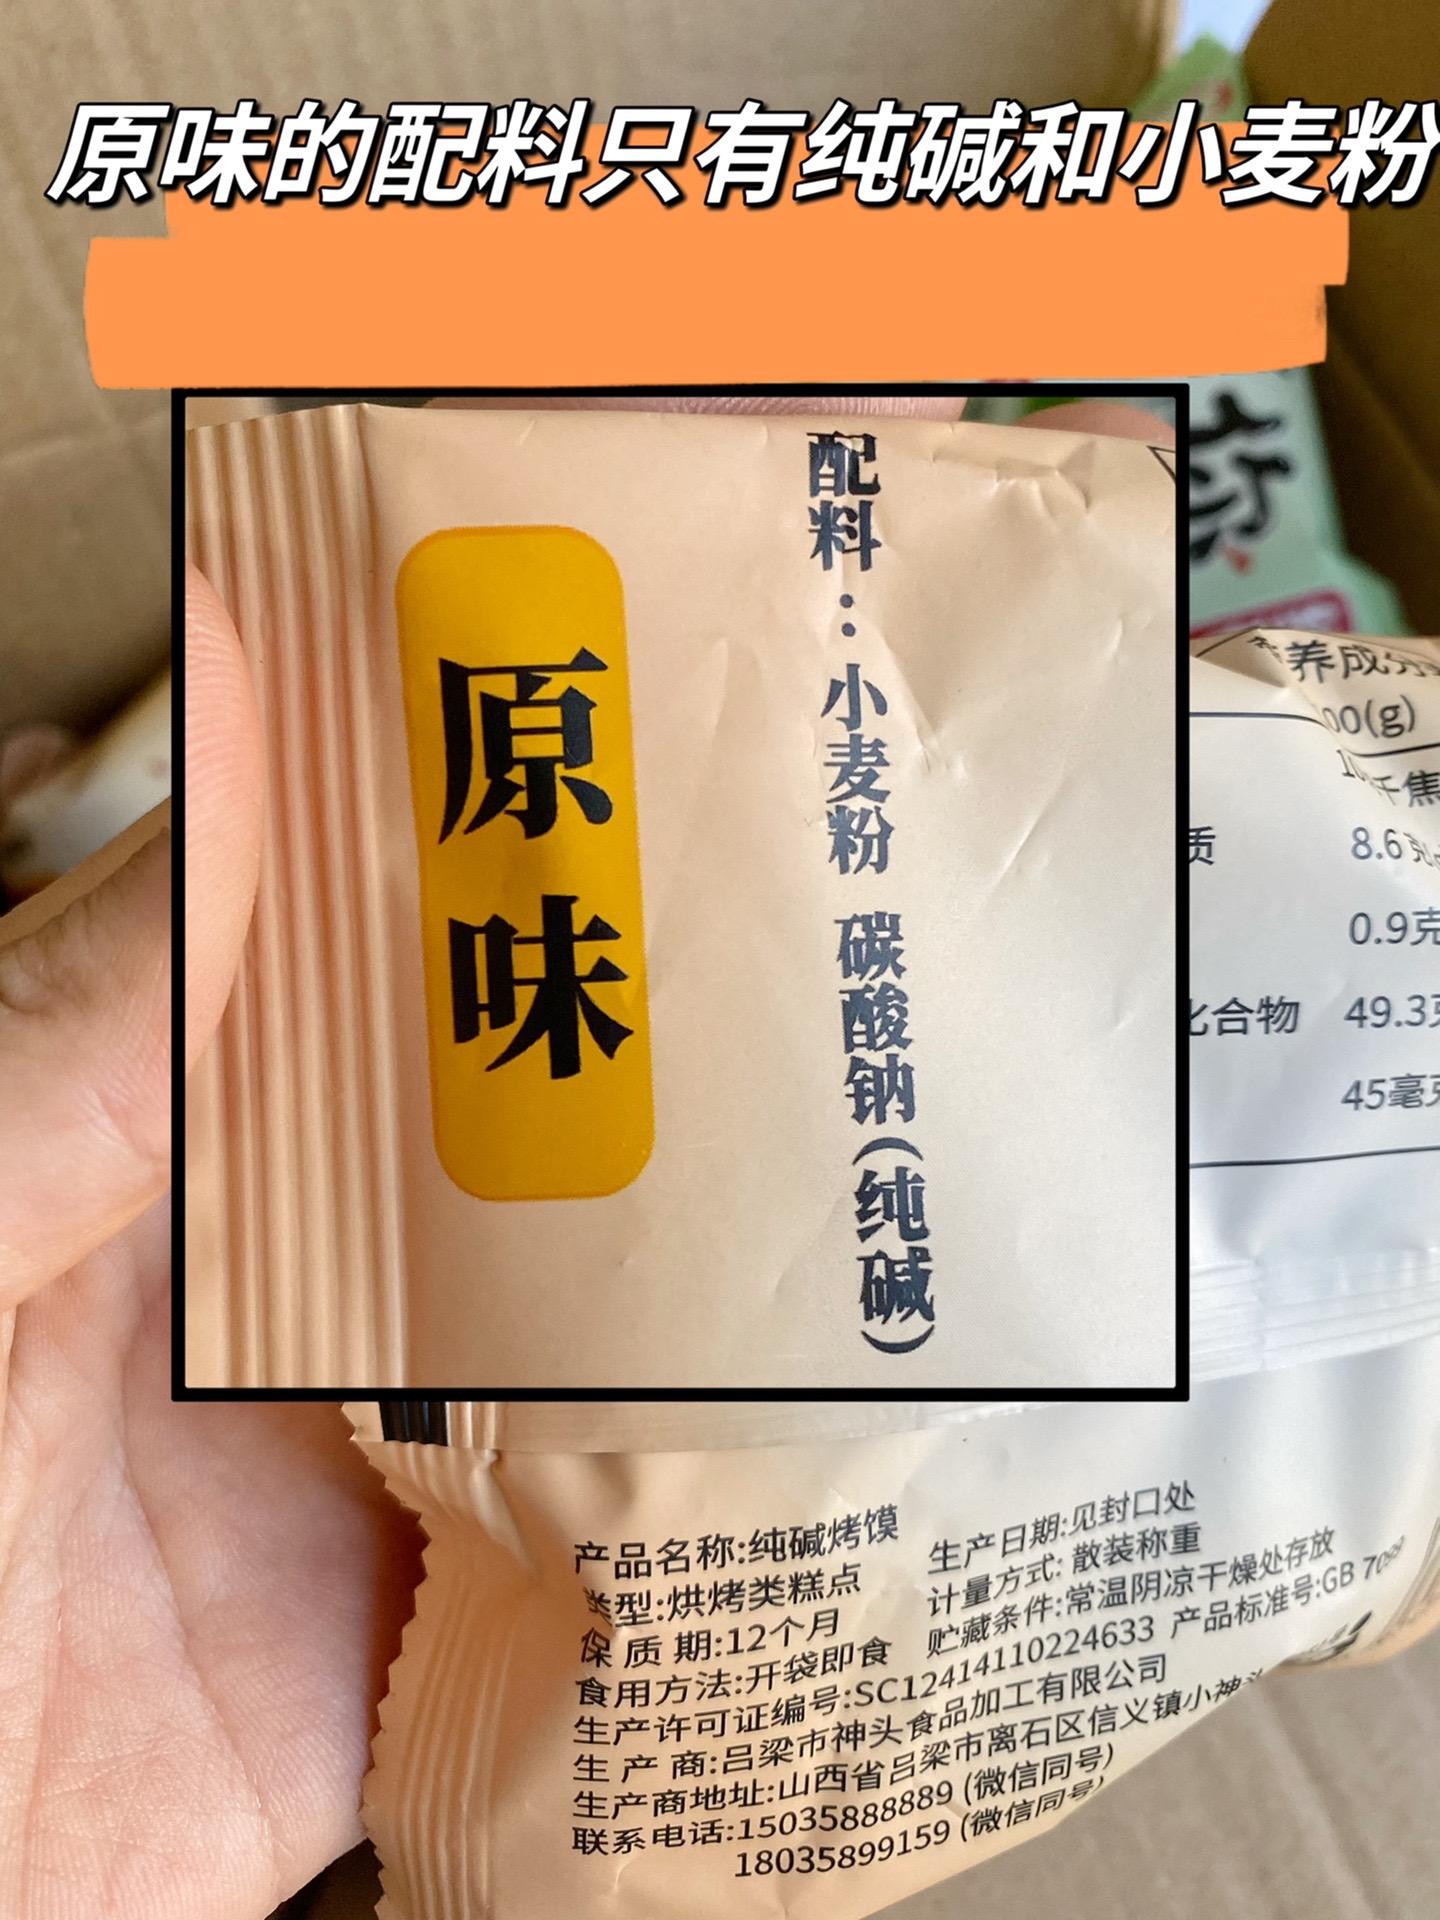 原味的配料只有纯碱和小麦粉
原味
配料：小麦粉 碳酸钠(纯碱)
养成分
00(g)
千焦
质
8.6克
0.9克
化合物 49.3克
45毫克
产品名称:纯碱烤馍
类型:烘烤类糕点
保质期:12个月
食用方法:开袋即食
生产日期:见封口处
计量方式:散装称重
贮藏条件:常温阴凉干燥处存放
生产许可证编号:SC12414110224633 产品标准号:GB 7099
生产商:吕梁市神头食品加工有限公司
生产商地址:山西省吕梁市离石区信义镇小神头
联系电话:15035888889 (微信同号)
18035899159 (微信同号)